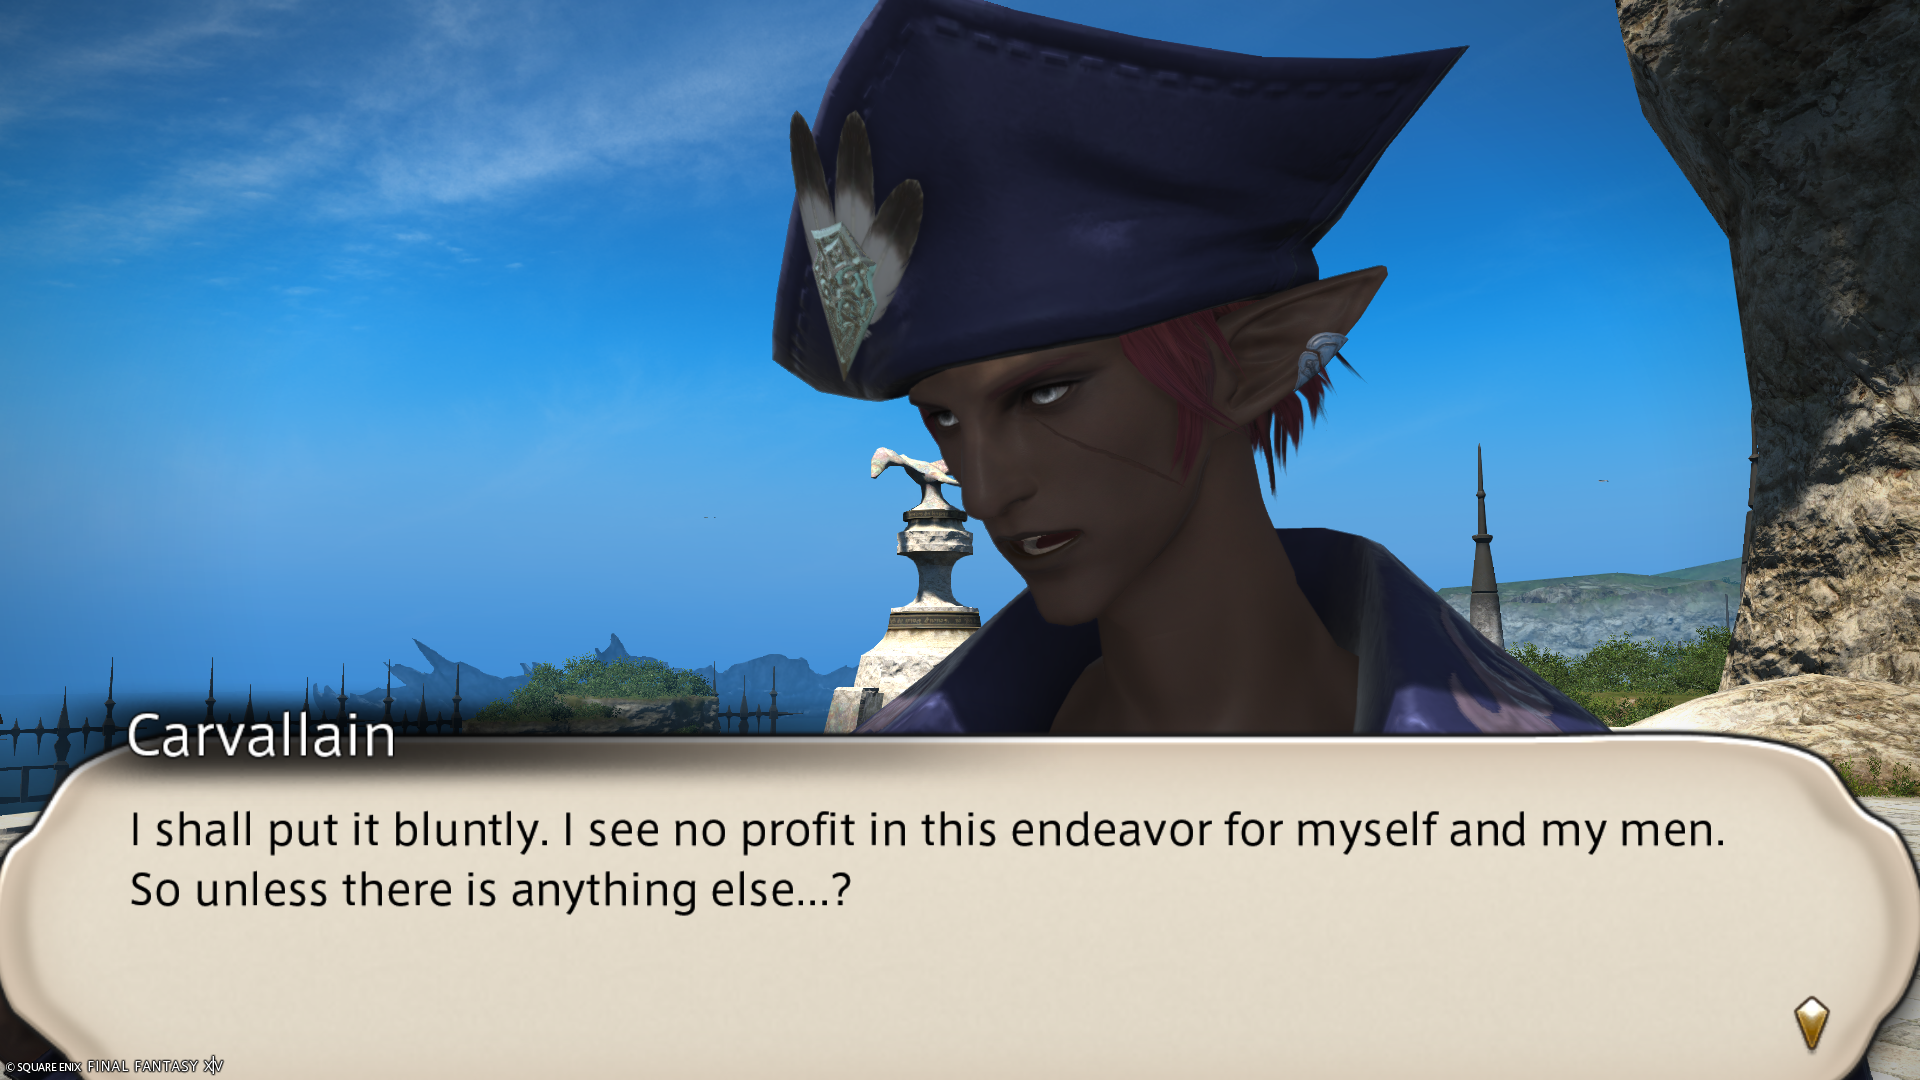 Carvallain
I shall put it bluntly. I see no profit in this endeavor for myself and my men.
So unless there is anything else...?
© SQUARE ENIX FINAL FANTASY XIV